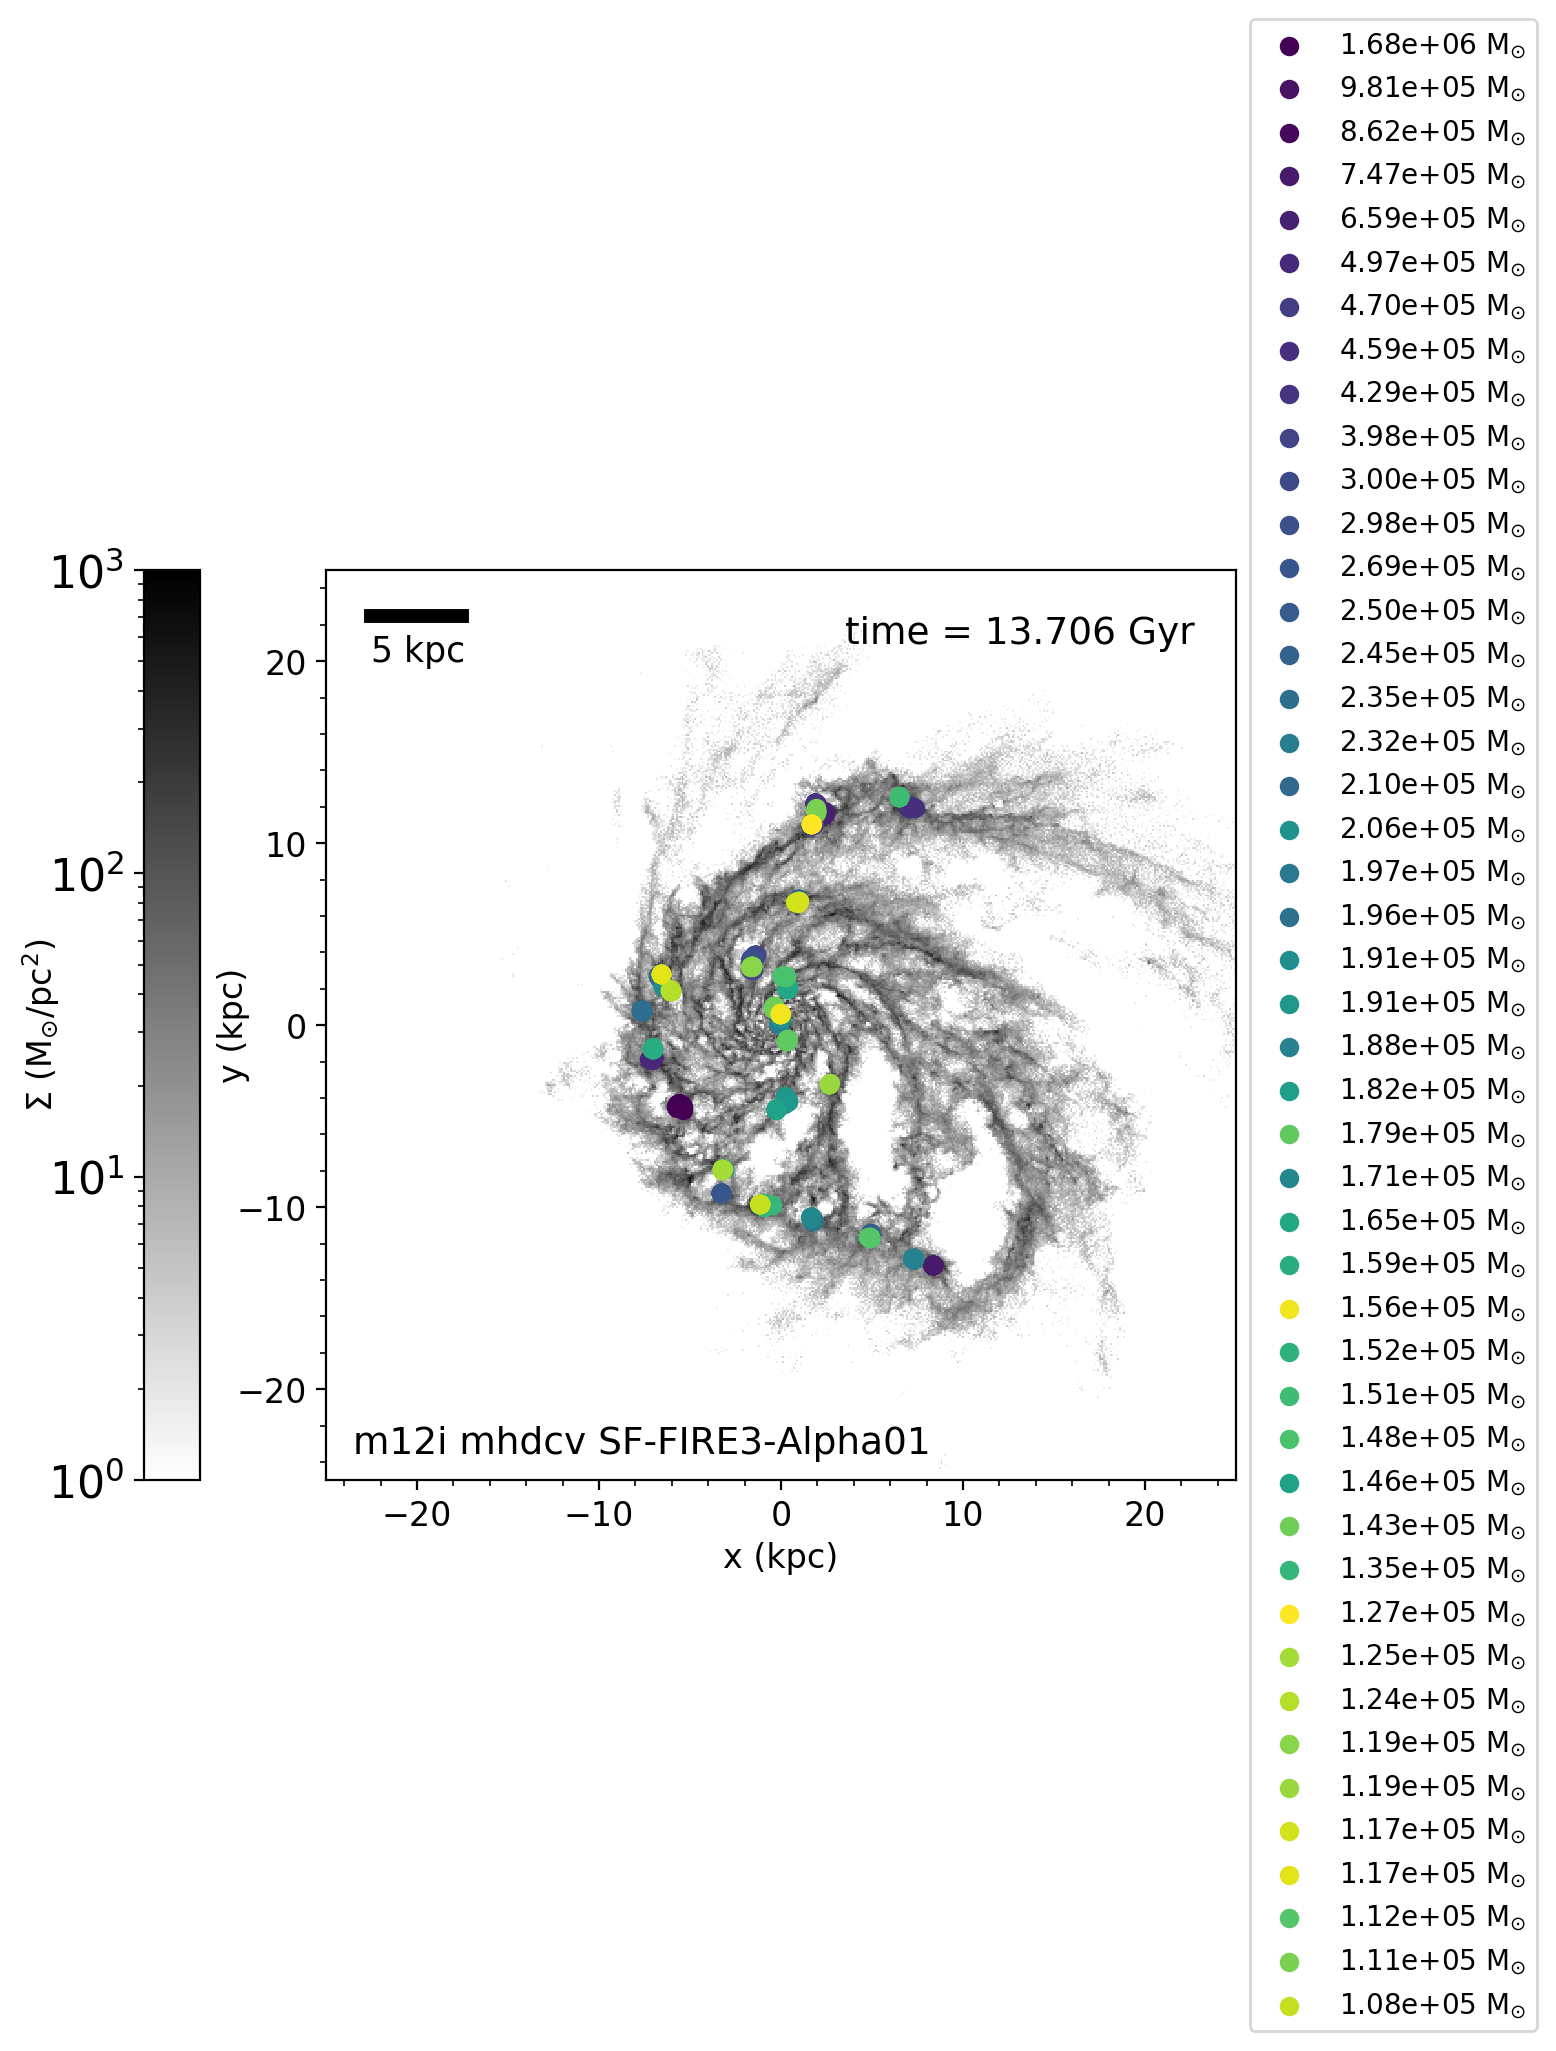 10³
10²
10¹
10⁰
Σ (M⊙/pc²)
y (kpc)
20
10
0
−10
−20
5 kpc
time = 13.706 Gyr
m12i mhdcv SF-FIRE3-Alpha01
−20
−10
0
10
20
x (kpc)
1.68e+06 M⊙
9.81e+05 M⊙
8.62e+05 M⊙
7.47e+05 M⊙
6.59e+05 M⊙
4.97e+05 M⊙
4.70e+05 M⊙
4.59e+05 M⊙
4.29e+05 M⊙
3.98e+05 M⊙
3.00e+05 M⊙
2.98e+05 M⊙
2.69e+05 M⊙
2.50e+05 M⊙
2.45e+05 M⊙
2.35e+05 M⊙
2.32e+05 M⊙
2.10e+05 M⊙
2.06e+05 M⊙
1.97e+05 M⊙
1.96e+05 M⊙
1.91e+05 M⊙
1.91e+05 M⊙
1.88e+05 M⊙
1.82e+05 M⊙
1.79e+05 M⊙
1.71e+05 M⊙
1.65e+05 M⊙
1.59e+05 M⊙
1.56e+05 M⊙
1.52e+05 M⊙
1.51e+05 M⊙
1.48e+05 M⊙
1.46e+05 M⊙
1.43e+05 M⊙
1.35e+05 M⊙
1.27e+05 M⊙
1.25e+05 M⊙
1.24e+05 M⊙
1.19e+05 M⊙
1.19e+05 M⊙
1.17e+05 M⊙
1.17e+05 M⊙
1.12e+05 M⊙
1.11e+05 M⊙
1.08e+05 M⊙